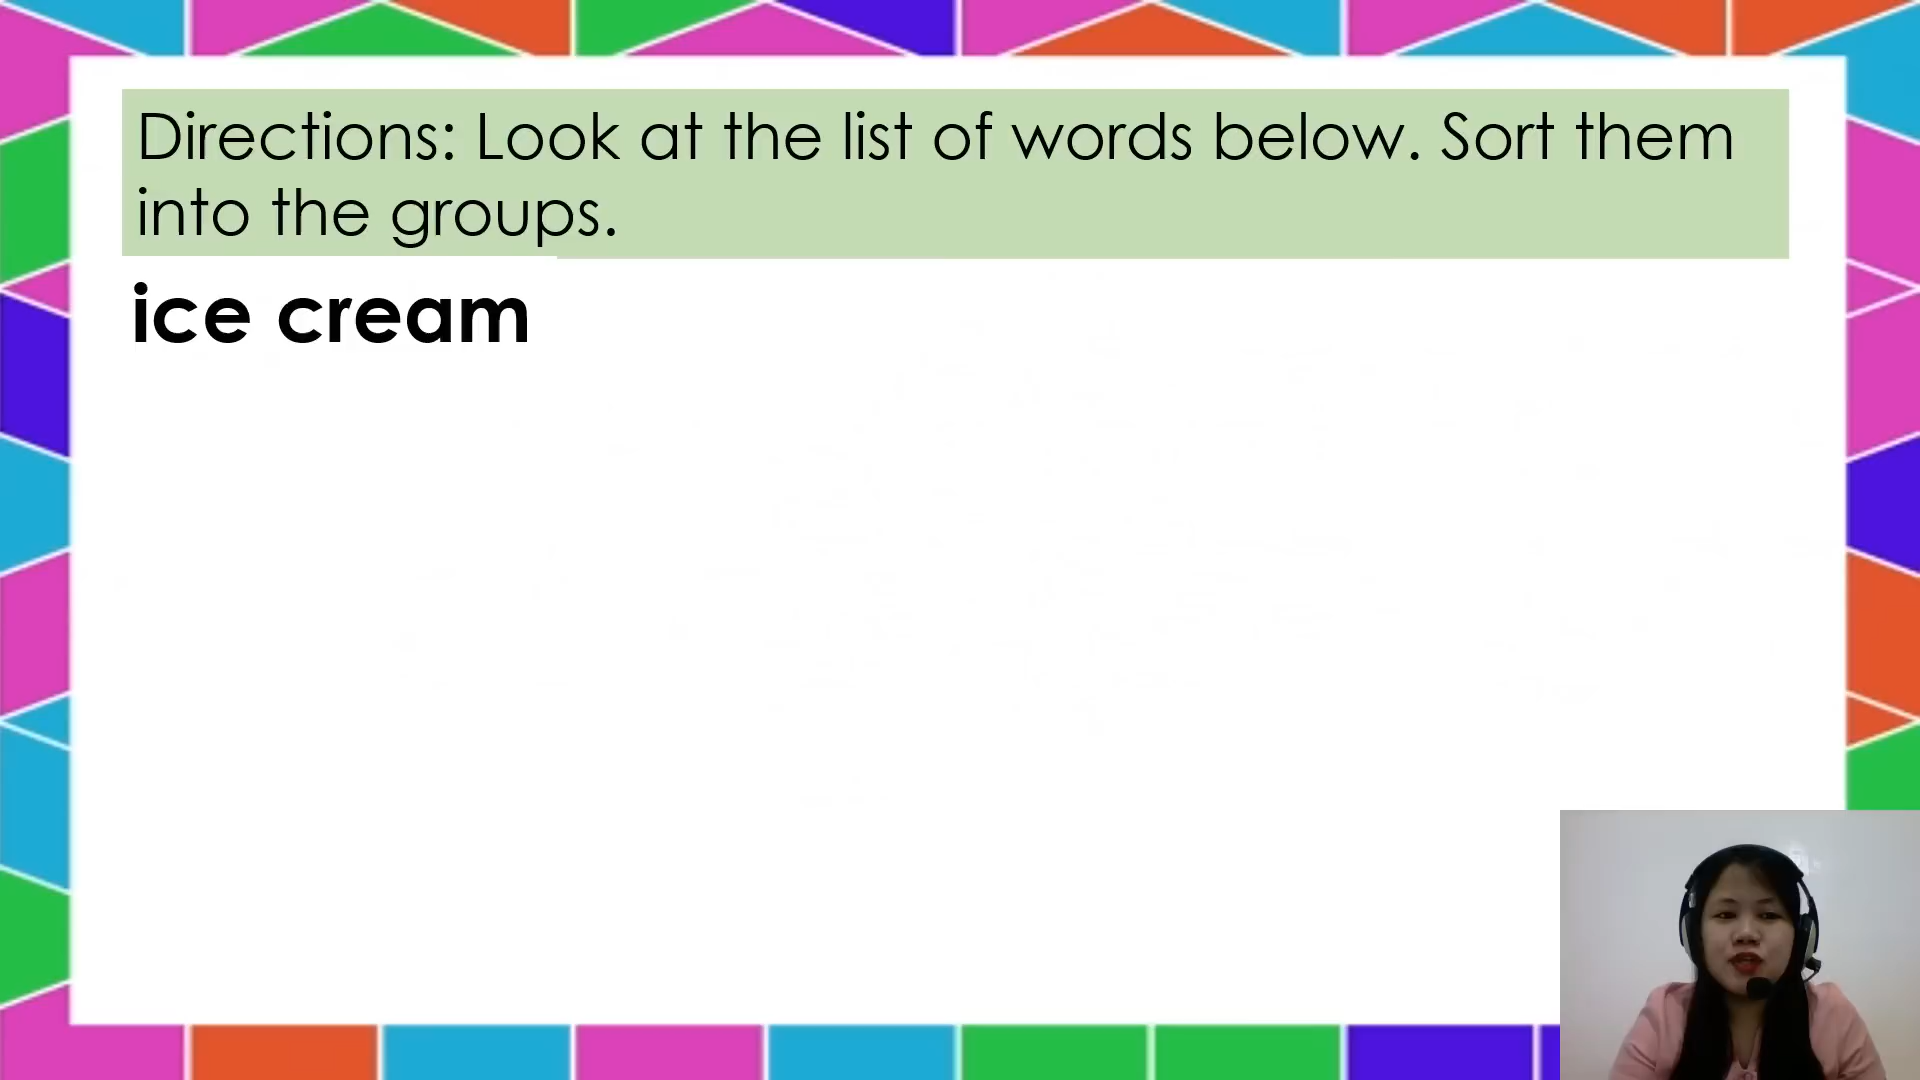 Directions: Look at the list of words below. Sort them
into the groups.
ice cream